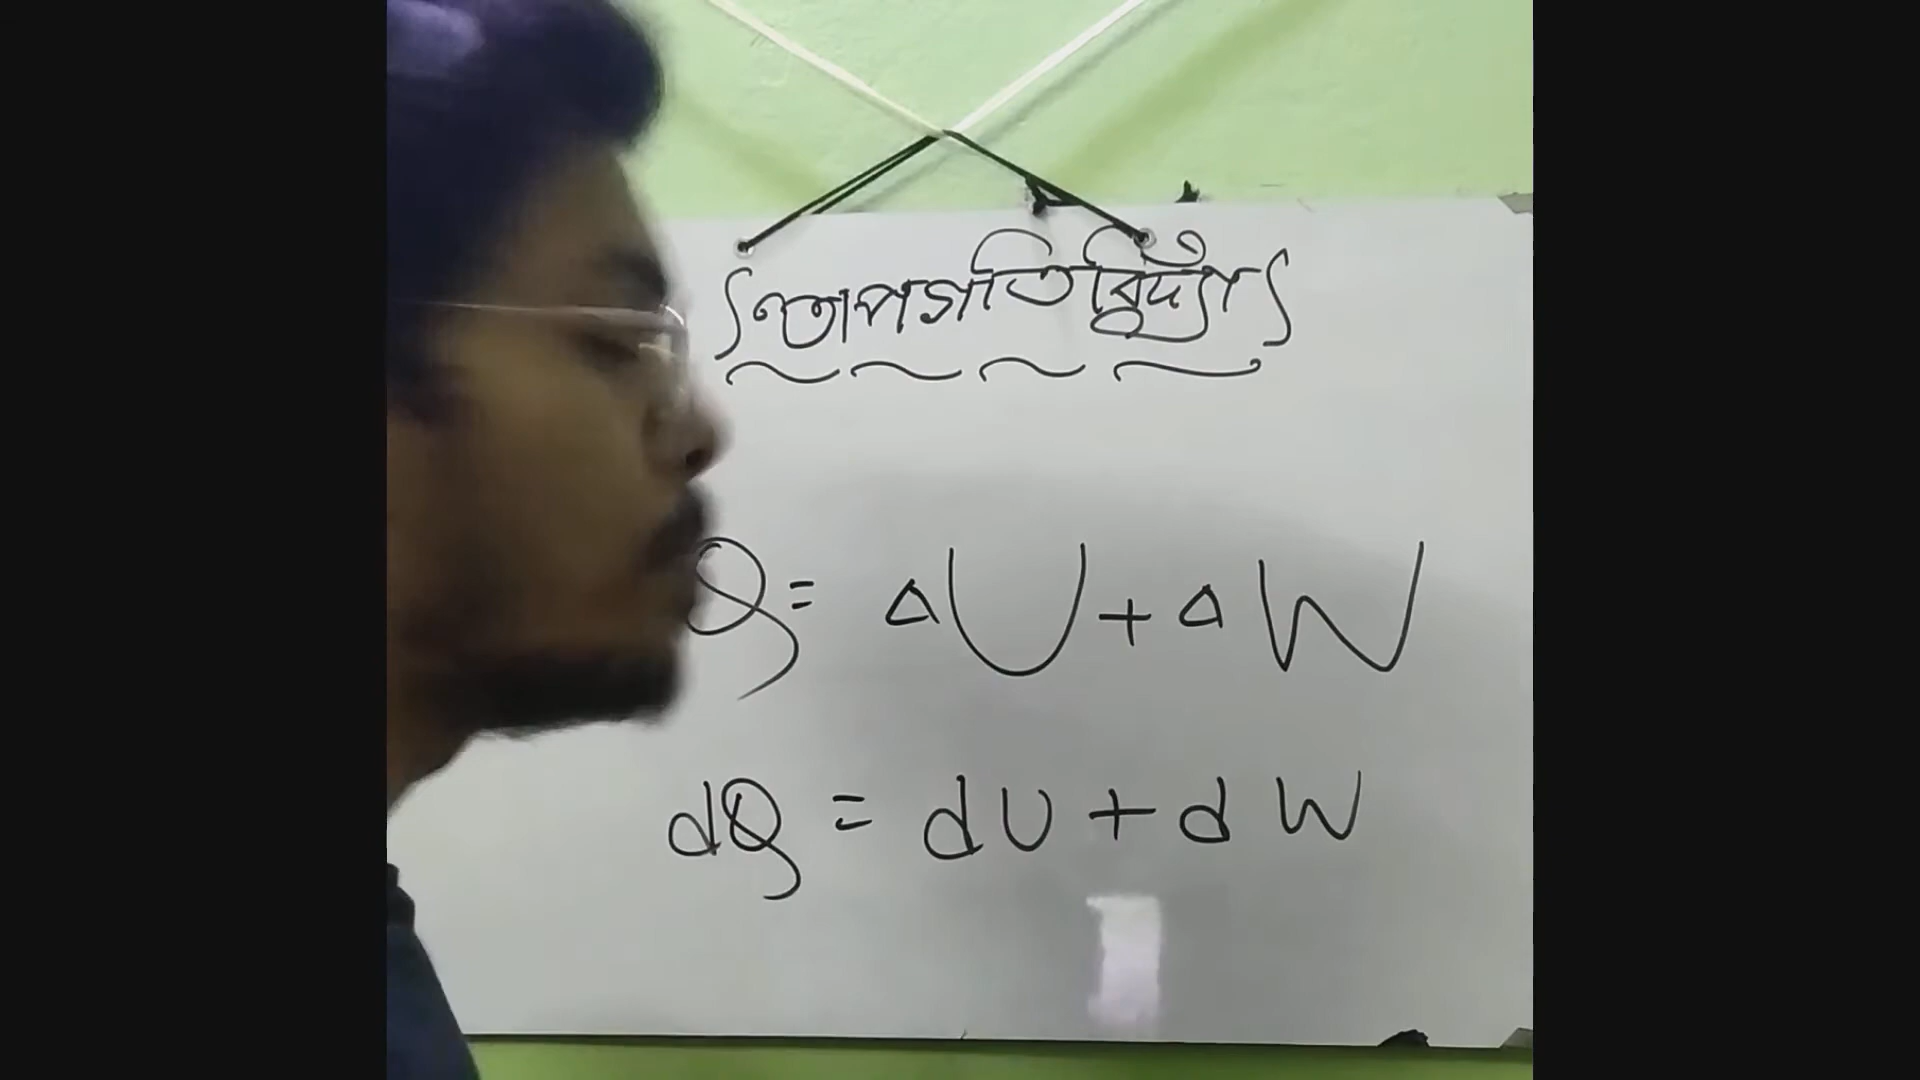 তাপগতিবিদ্যা
Q = ΔU + ΔW
dQ = dU + dW